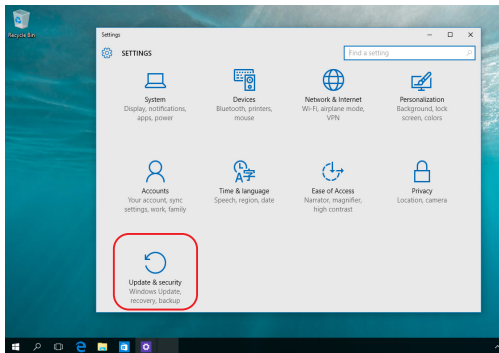 Recycle Bin
Settings
SETTINGS
Find a setting
System
Display, notifications,
apps, power
Devices
Bluetooth, printers,
mouse
Network & Internet
Wi-Fi, airplane mode,
VPN
Personalization
Background, lock
screen, colors
Accounts
Your account, sync
settings, work, family
Time & language
Speech, region, date
Ease of Access
Narrator, magnifier,
high contrast
Privacy
Location, camera
Update & security
Windows Update,
recovery, backup